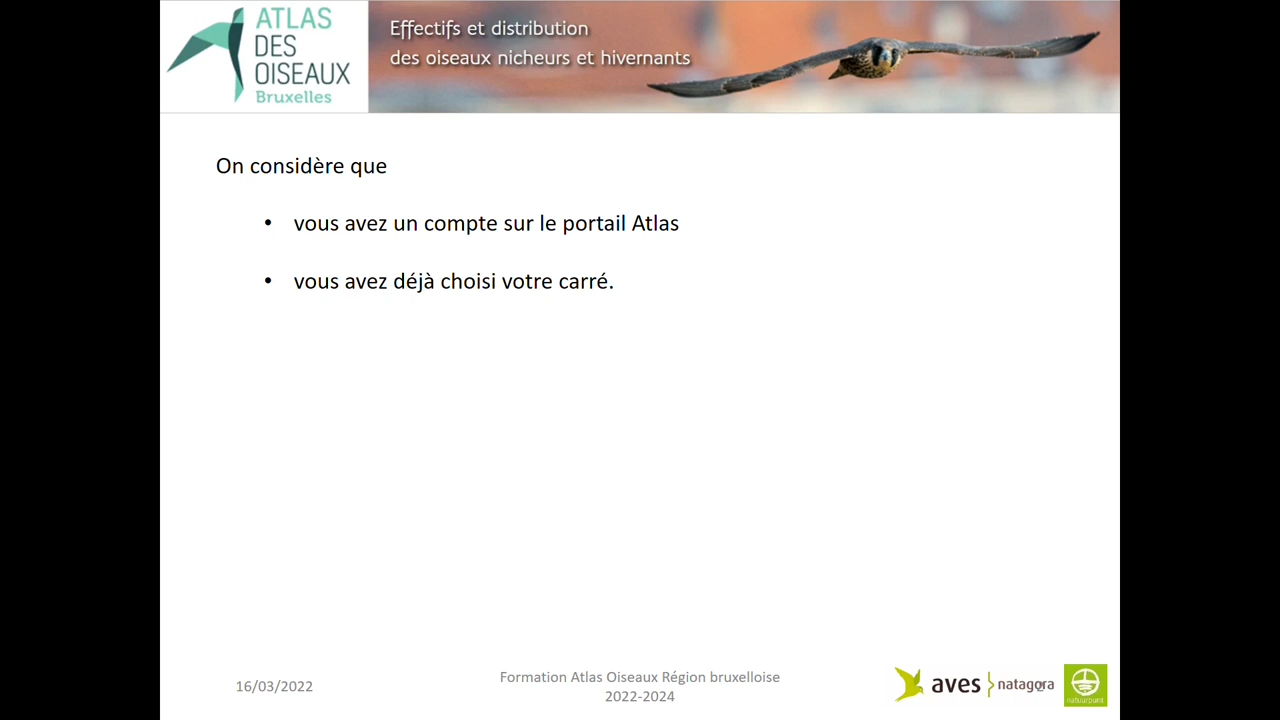 ATLAS
DES
OISEAUX
Bruxelles
Effectifs et distribution
des oiseaux nicheurs et hivernants
On considère que
• vous avez un compte sur le portail Atlas
• vous avez déjà choisi votre carré.
16/03/2022
Formation Atlas Oiseaux Région bruxelloise
2022-2024
aves natagora
2
natuurpunt